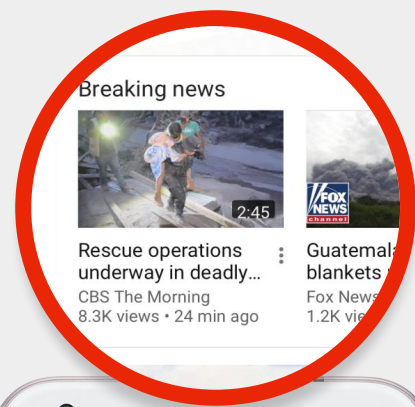 Breaking news
2:45
FOX
NEWS
channel
Rescue operations
underway in deadly...
CBS The Morning
8.3K views • 24 min ago
Guatemala
blankets
Fox News
1.2K vie